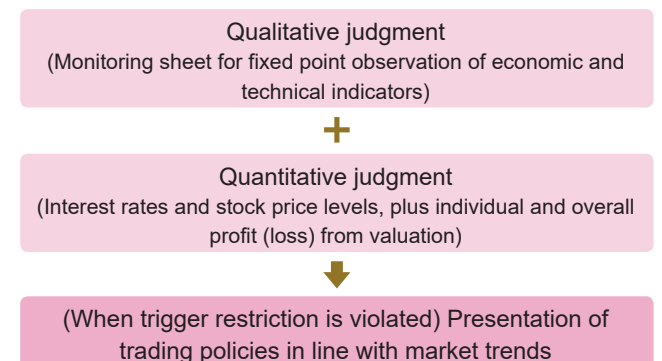 Qualitative judgment
(Monitoring sheet for fixed point observation of economic and
technical indicators)
+
Quantitative judgment
(Interest rates and stock price levels, plus individual and overall
profit (loss) from valuation)
(When trigger restriction is violated) Presentation of
trading policies in line with market trends